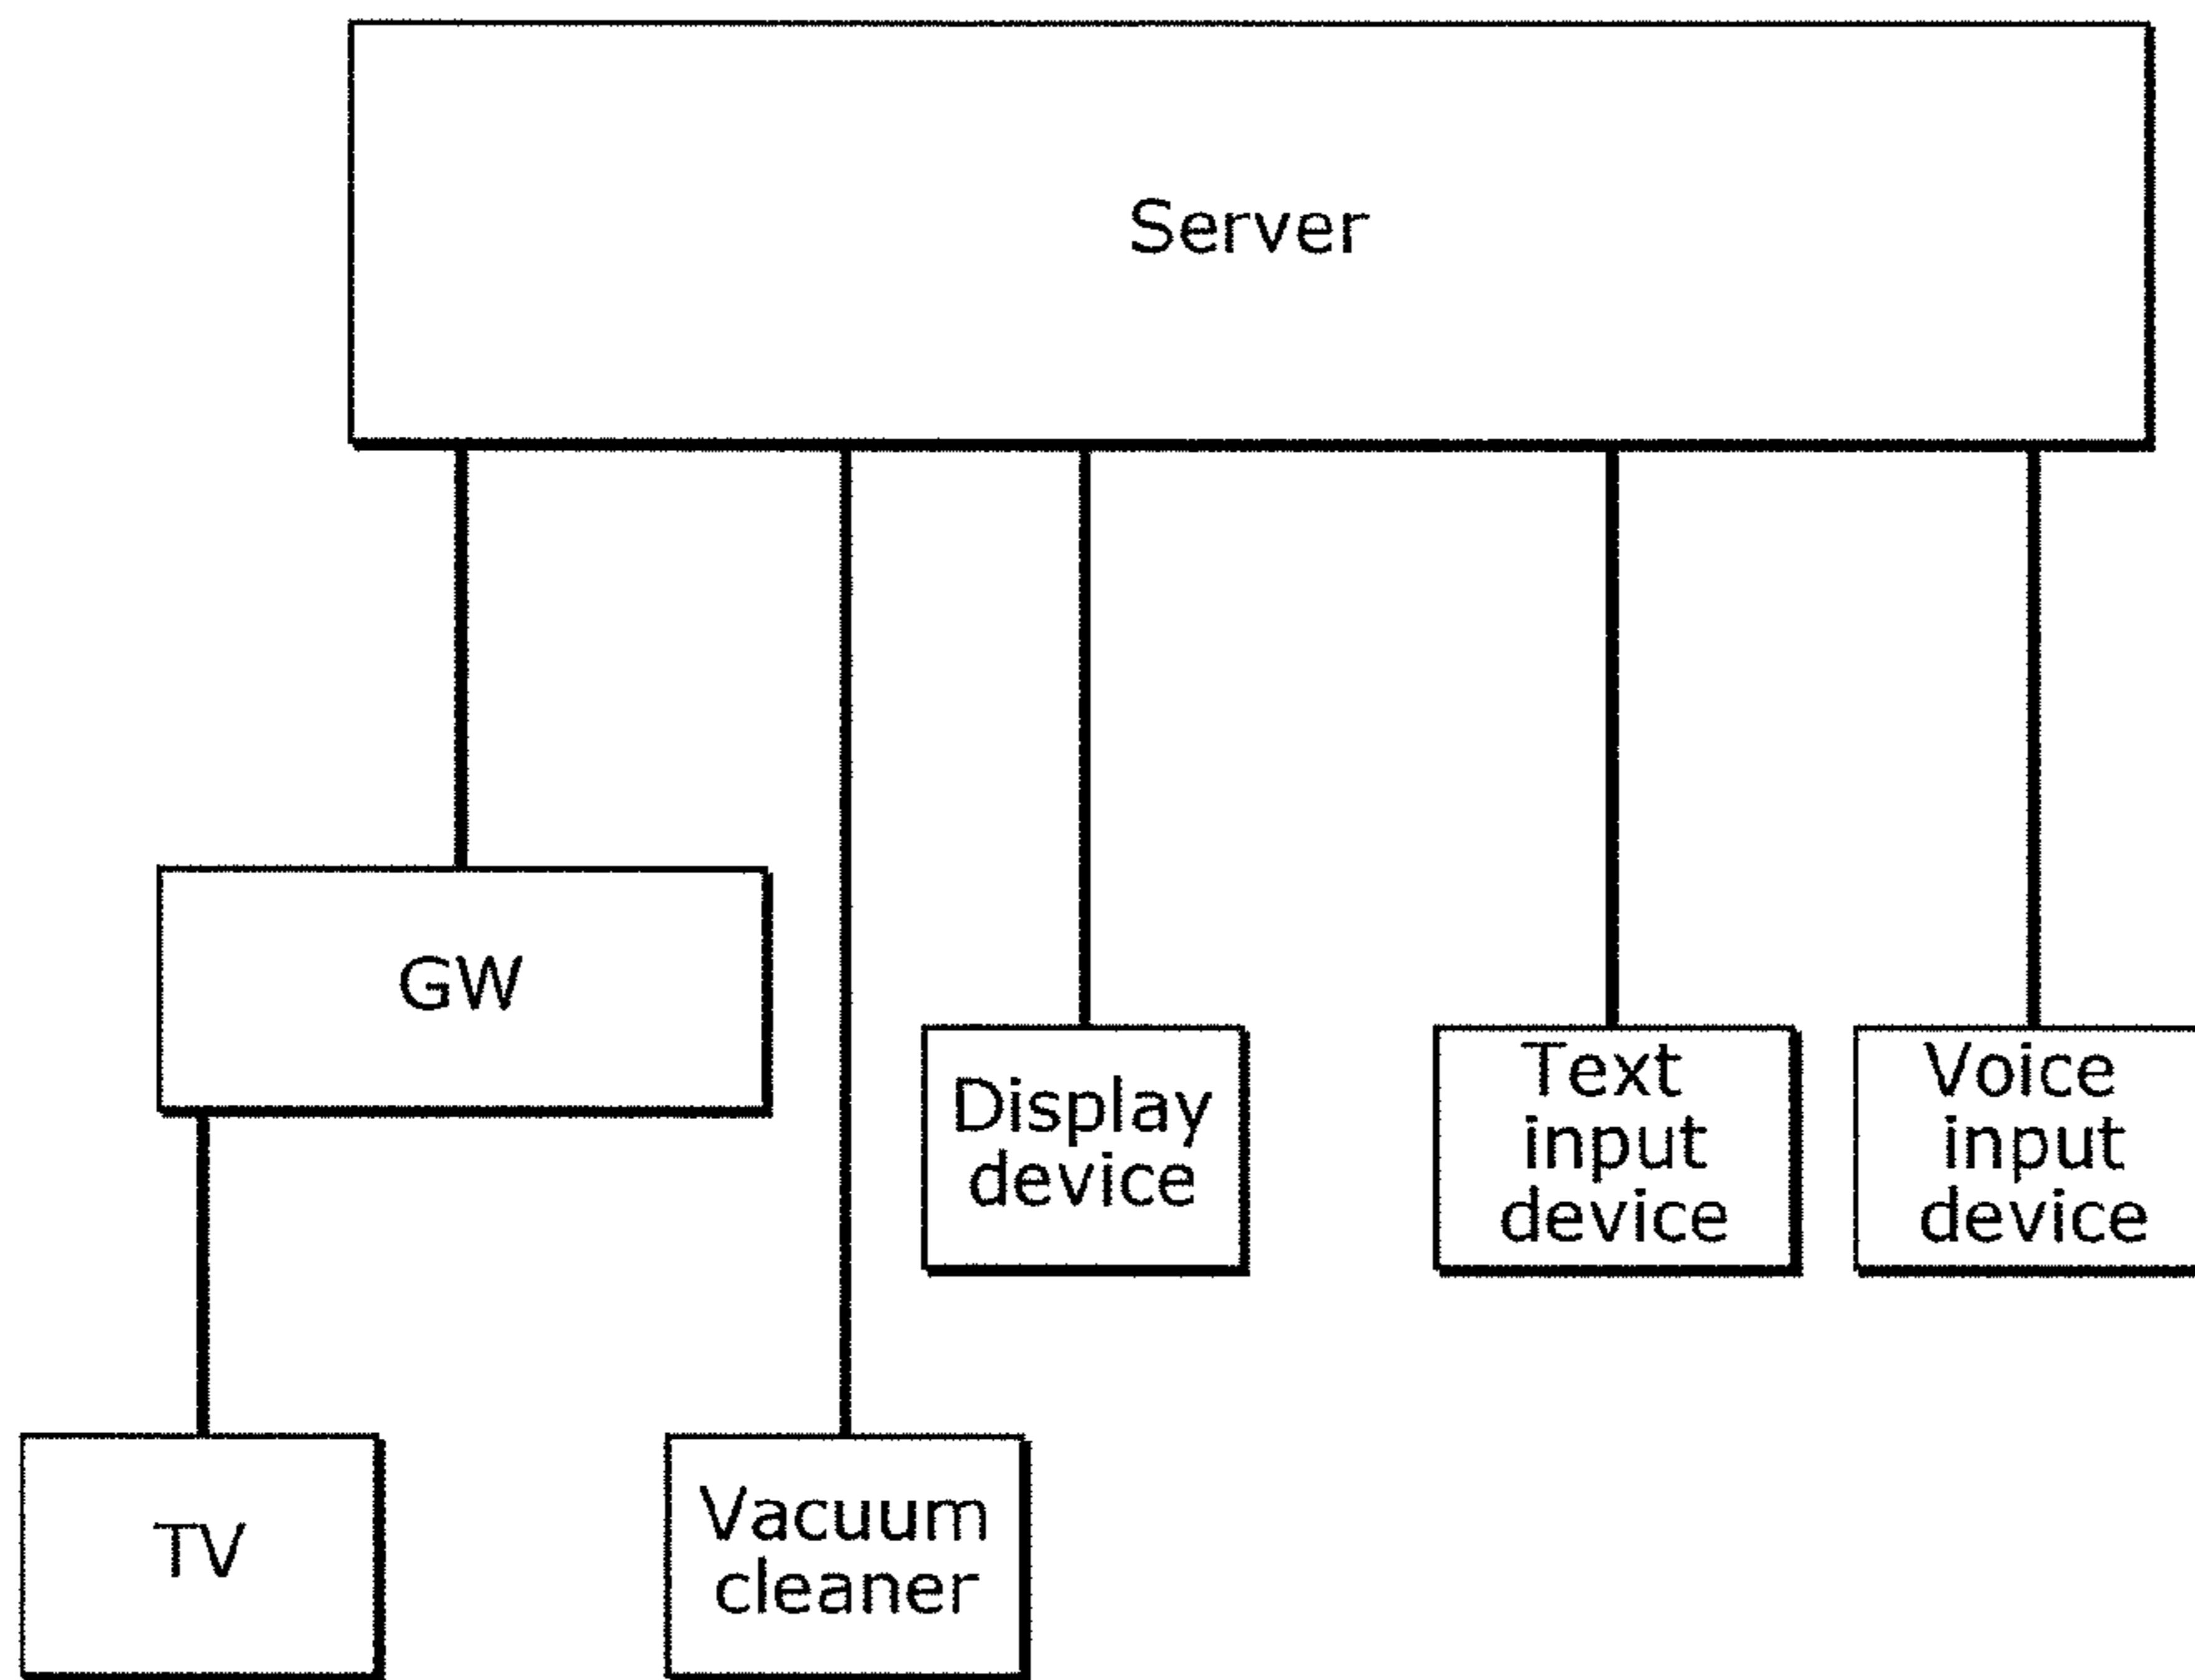 Server
GW
Display
device
Text
input
device
Voice
input
device
TV
Vacuum
cleaner